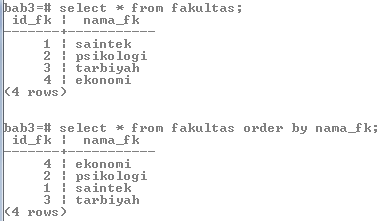 bab3=# select * from fakultas;
 id_fk |  nama_fk
-------+-----------
     1 | saintek
     2 | psikologi
     3 | tarbiyah
     4 | ekonomi
(4 rows)
bab3=# select * from fakultas order by nama_fk;
 id_fk |  nama_fk
-------+-----------
     4 | ekonomi
     2 | psikologi
     1 | saintek
     3 | tarbiyah
(4 rows)